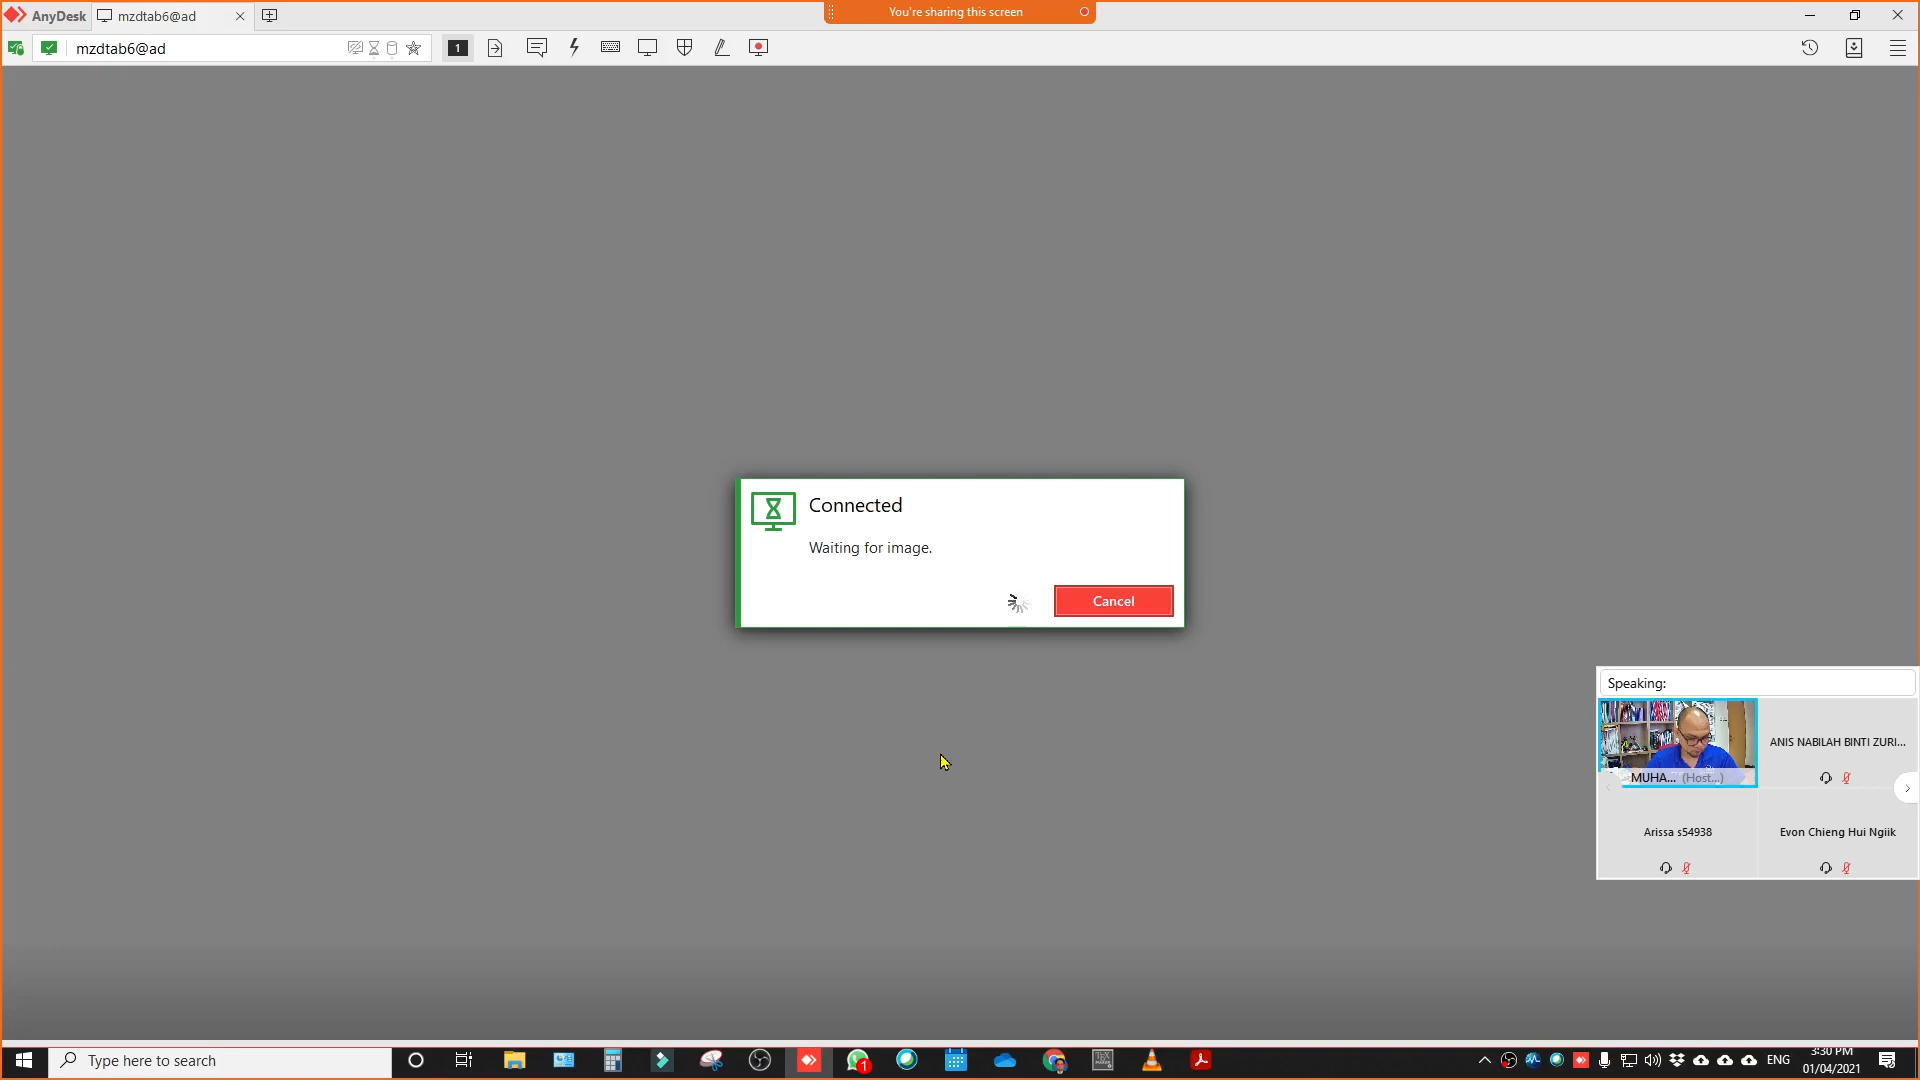 AnyDesk
mzdtab6@ad
You're sharing this screen
mzdtab6@ad
1
Connected
Waiting for image.
Cancel
Speaking:
MUHA... (Host...)
ANIS NABILAH BINTI ZURI...
Arissa s54938
Evon Chieng Hui Ngiik
Type here to search
1
ENG
3:30 PM
01/04/2021